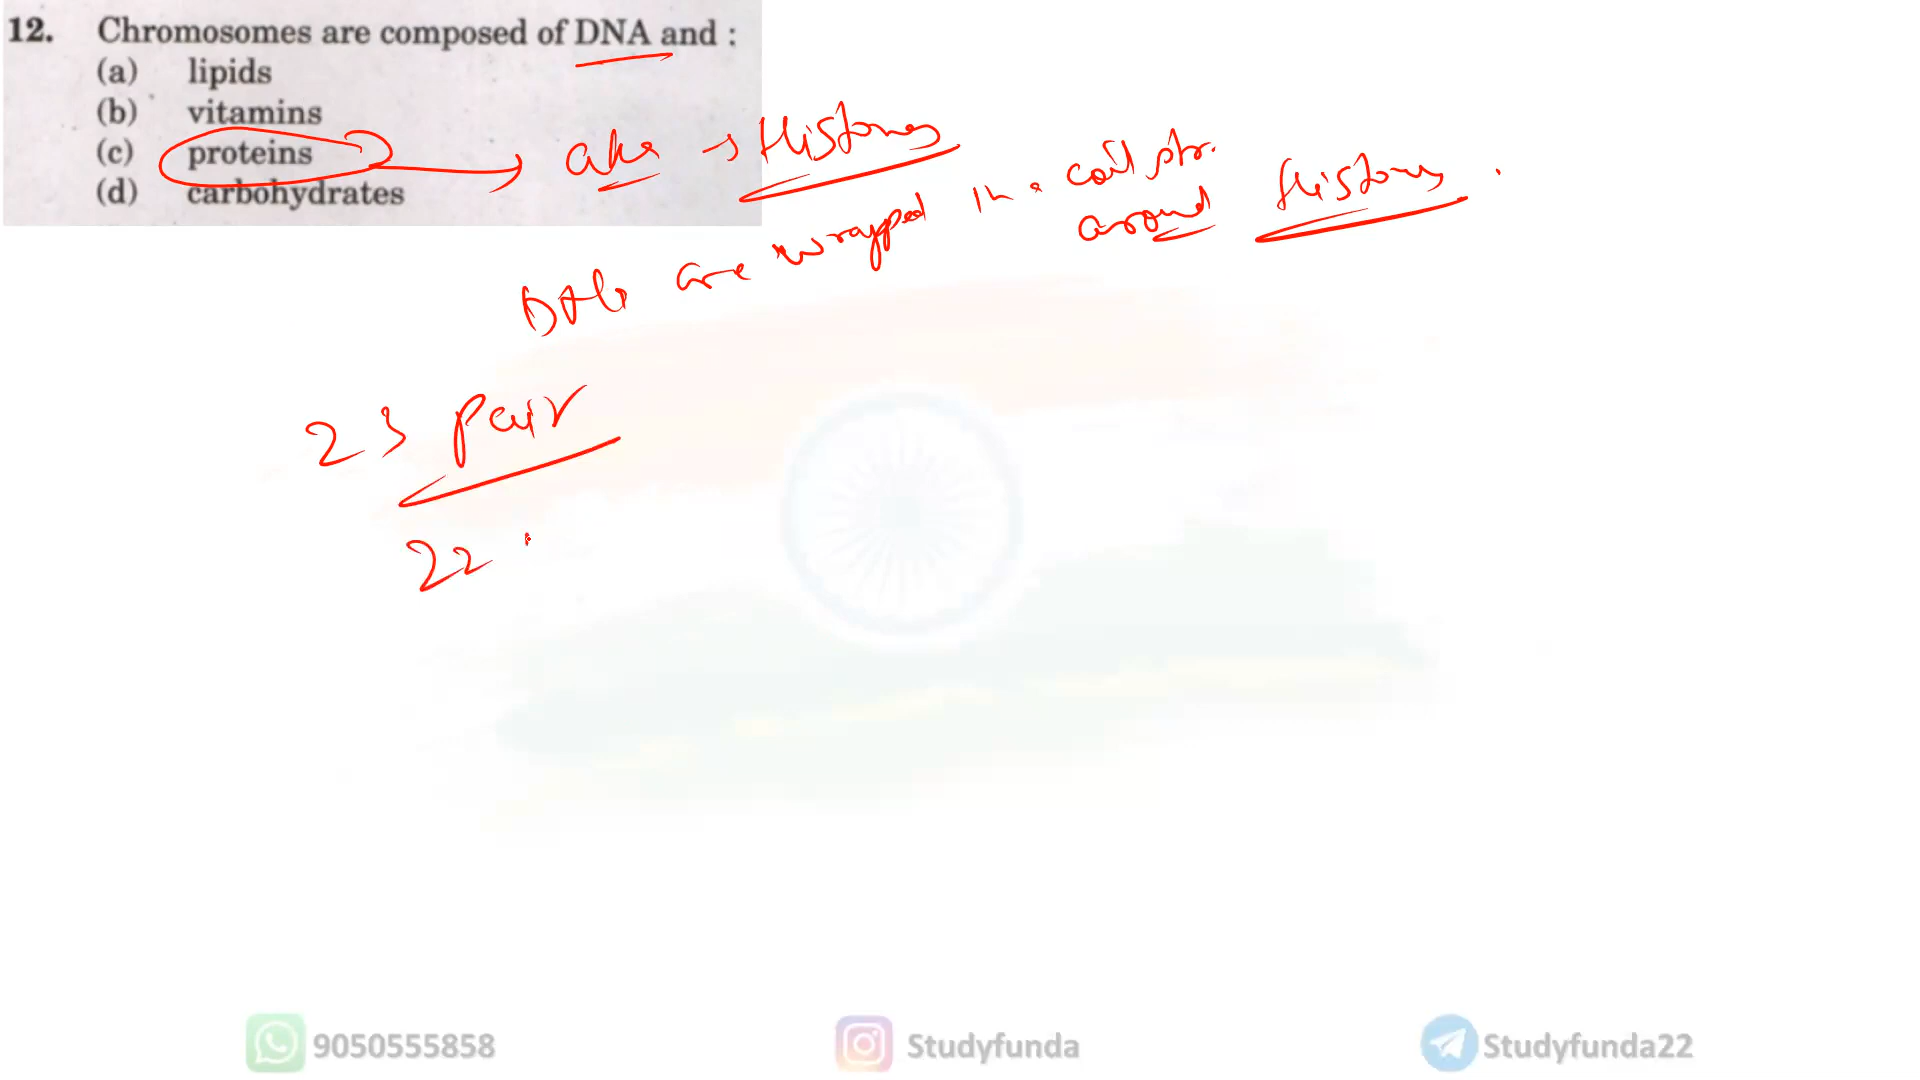 12. Chromosomes are composed of DNA and :
(a) lipids
(b) vitamins
(c) proteins
(d) carbohydrates
aka → Histones
DNA are wrapped in a coil str.
around Histones.
23 pair
22
9050555858
Studyfunda
Studyfunda22